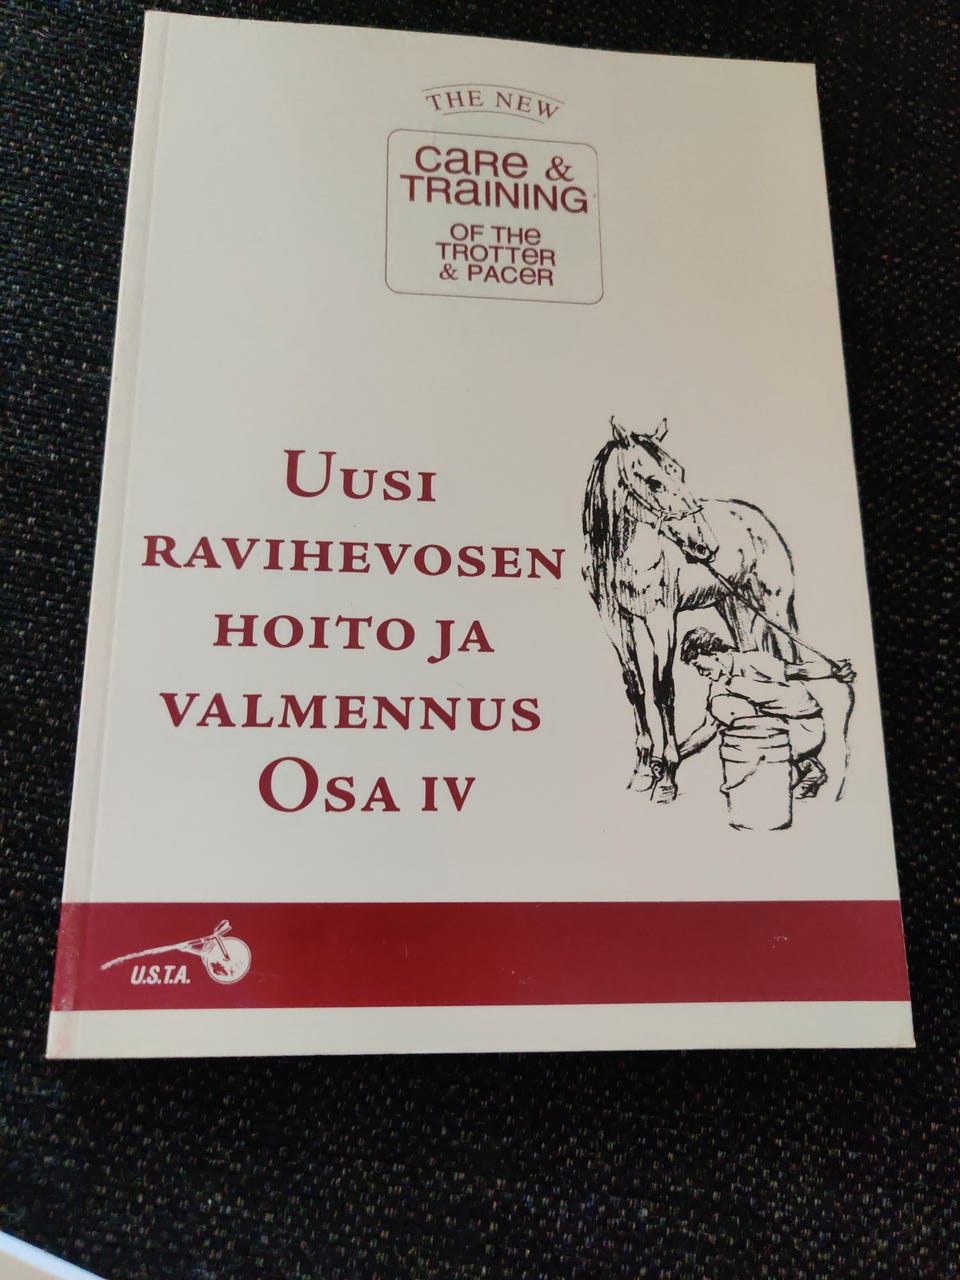 THE NEW
CARE &
TRAINING
OF THE
TROTTER
& PACER
UUSI
RAVIHEVOSEN
HOITO JA
VALMENNUS
OSA IV
U.S.T.A.